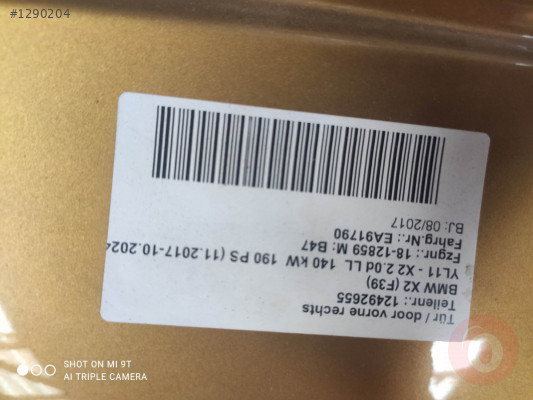 #1290204
Tür / door vorne rechts
Teilenr.: 12492655
BMW X2 (F39)
YL11 - X2 2.0d LL 140 kW 190 PS (11.2017-10.202
Fzgnr.: 18-12859 M: B47
Fahrg.Nr.: EA91790
BJ: 08/2017
SHOT ON MI 9T
AI TRIPLE CAMERA